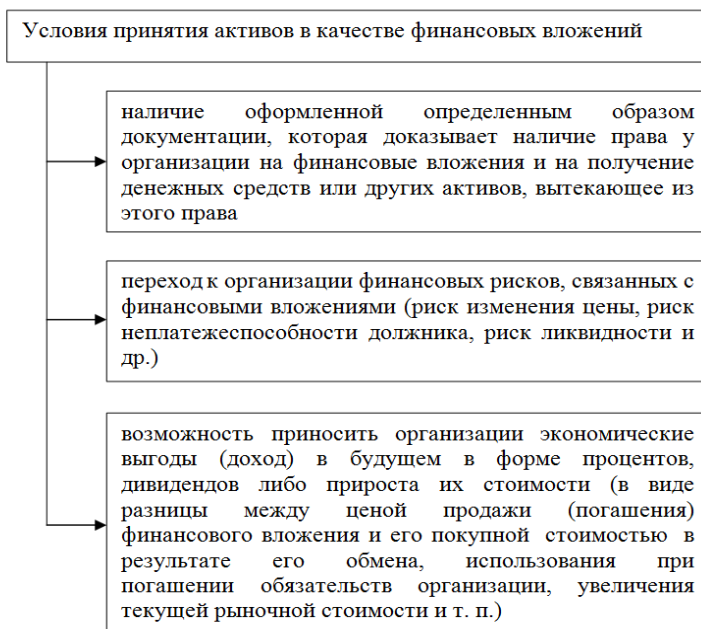 Условия принятия активов в качестве финансовых вложений
наличие оформленной определенным образом
документации, которая доказывает наличие права у
организации на финансовые вложения и на получение
денежных средств или других активов, вытекающее из
этого права
переход к организации финансовых рисков, связанных с
финансовыми вложениями (риск изменения цены, риск
неплатежеспособности должника, риск ликвидности и
др.)
возможность приносить организации экономические
выгоды (доход) в будущем в форме процентов,
дивидендов либо прироста их стоимости (в виде
разницы между ценой продажи (погашения)
финансового вложения и его покупной стоимостью в
результате его обмена, использования при
погашении обязательств организации, увеличения
текущей рыночной стоимости и т. п.)